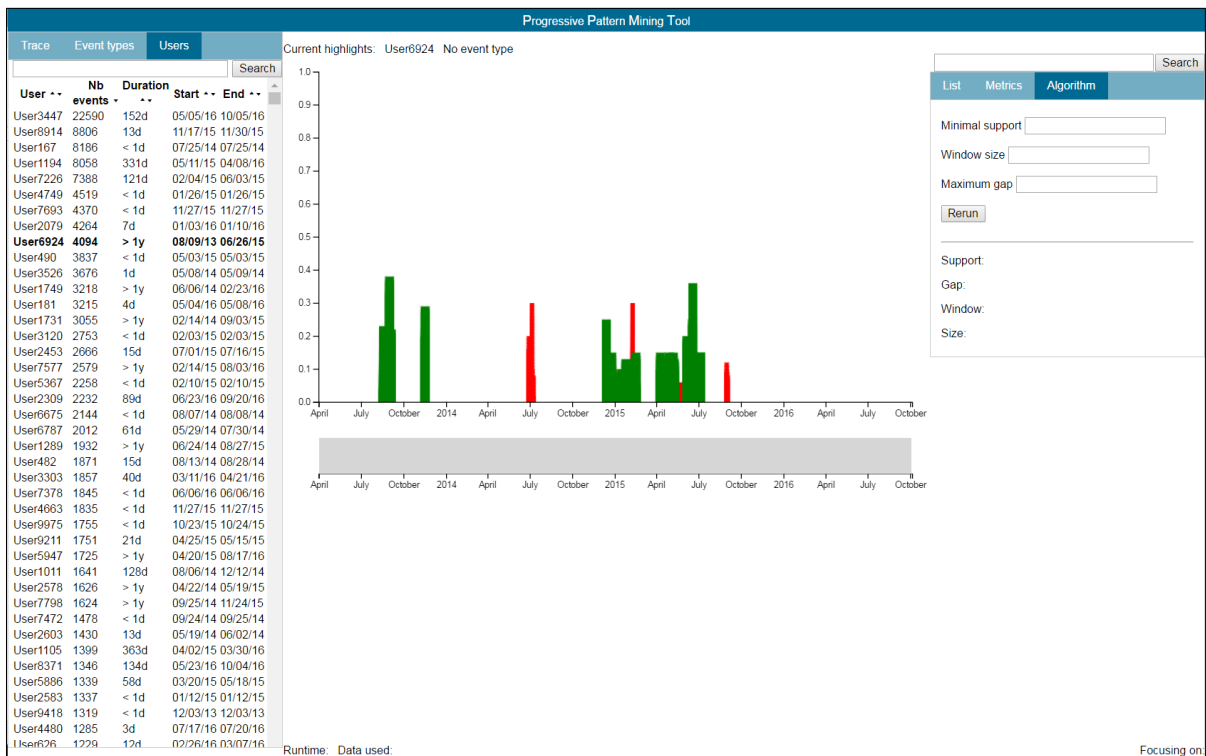 Progressive Pattern Mining Tool
Trace Event types Users
Search
User Nb events Duration Start End
User3447 22590 152d 05/05/16 10/05/16
User8914 8806 13d 11/17/15 11/30/15
User167 8186 < 1d 07/25/14 07/25/14
User1194 8058 331d 05/11/15 04/08/16
User7226 7388 121d 02/04/15 06/03/15
User4749 4519 < 1d 01/26/15 01/26/15
User7693 4370 < 1d 11/27/15 11/27/15
User2079 4264 7d 01/03/16 01/10/16
User6924 4094 > 1y 08/09/13 06/26/15
User490 3837 < 1d 05/03/15 05/03/15
User3526 3676 1d 05/08/14 05/09/14
User1749 3218 > 1y 06/06/14 02/23/16
User181 3215 4d 05/04/16 05/08/16
User1731 3055 > 1y 02/14/14 09/03/15
User3120 2753 < 1d 02/03/15 02/03/15
User2453 2666 15d 07/01/15 07/16/15
User7577 2579 > 1y 02/14/15 08/03/16
User5367 2258 < 1d 02/10/15 02/10/15
User2309 2232 89d 06/23/16 09/20/16
User6675 2144 < 1d 08/07/14 08/08/14
User6787 2012 61d 05/29/14 07/30/14
User1289 1932 > 1y 06/24/14 08/27/15
User482 1871 15d 08/13/14 08/28/14
User3303 1857 40d 03/11/16 04/21/16
User7378 1845 < 1d 06/06/16 06/06/16
User4663 1835 < 1d 11/27/15 11/27/15
User9975 1755 < 1d 10/23/15 10/24/15
User9211 1751 21d 04/25/15 05/15/15
User5947 1725 > 1y 04/20/15 08/17/16
User1011 1641 128d 08/06/14 12/12/14
User2578 1626 > 1y 04/22/14 05/19/15
User7798 1624 > 1y 09/25/14 11/24/15
User7472 1478 < 1d 09/24/14 09/25/14
User2603 1430 13d 05/19/14 06/02/14
User1105 1399 363d 04/02/15 03/30/16
User8371 1346 134d 05/23/16 10/04/16
User5886 1339 58d 03/20/15 05/18/15
User2583 1337 < 1d 01/12/15 01/12/15
User9418 1319 < 1d 12/03/13 12/03/13
User4480 1285 3d 07/17/16 07/20/16
User626 1229 12d 02/26/16 03/07/16
Current highlights: User6924 No event type
1.0
0.9
0.8
0.7
0.6
0.5
0.4
0.3
0.2
0.1
0.0
April July October 2014 April July October 2015 April July October 2016 April July October
April July October 2014 April July October 2015 April July October 2016 April July October
Runtime: Data used:
Search
List Metrics Algorithm
Minimal support
Window size
Maximum gap
Rerun
Support:
Gap:
Window:
Size:
Focusing on: